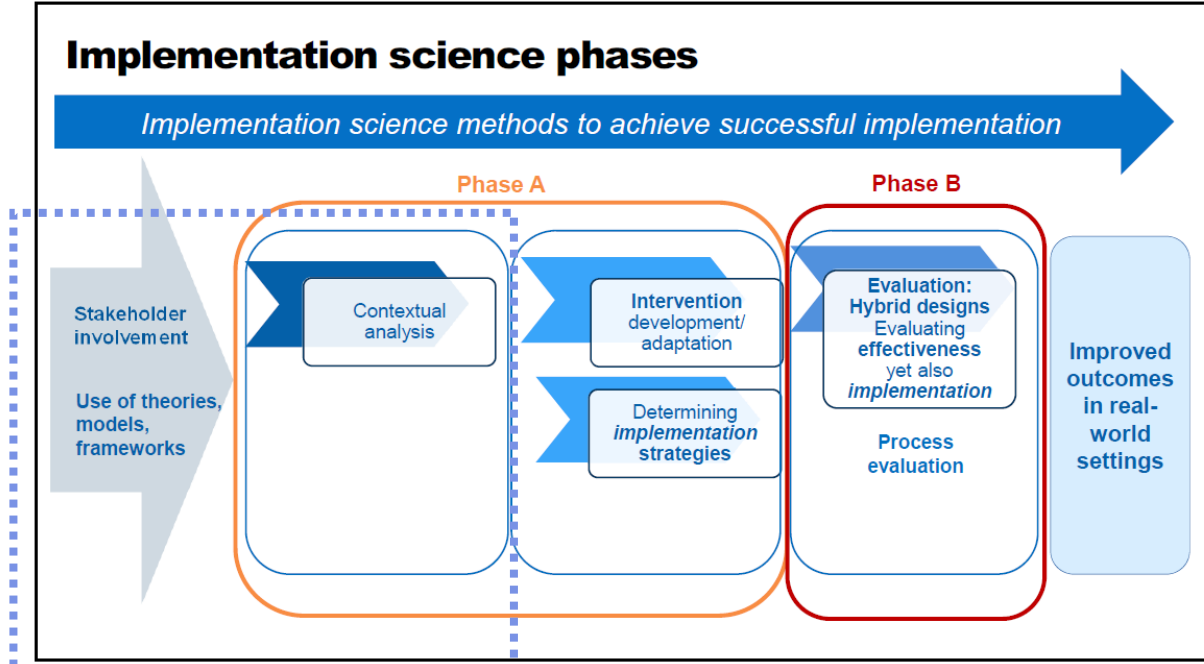 Implementation science phases
Implementation science methods to achieve successful implementation
Phase A
Phase B
Stakeholder
involvement
Use of theories,
models,
frameworks
Contextual
analysis
Intervention
development/
adaptation
Determining
implementation
strategies
Evaluation:
Hybrid designs
Evaluating
effectiveness
yet also
implementation
Process
evaluation
Improved
outcomes
in real-
world
settings